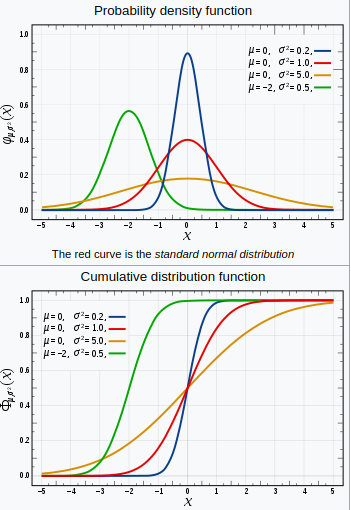 Probability density function
φμ,σ²(x)
1.0
0.8
0.6
0.4
0.2
0.0
μ=0, σ²=0.2,
μ=0, σ²=1.0,
μ=0, σ²=5.0,
μ=-2, σ²=0.5,
-5 -4 -3 -2 -1 0 1 2 3 4 5
x
The red curve is the standard normal distribution
Cumulative distribution function
Φμ,σ²(x)
1.0
0.8
0.6
0.4
0.2
0.0
μ=0, σ²=0.2,
μ=0, σ²=1.0,
μ=0, σ²=5.0,
μ=-2, σ²=0.5,
-5 -4 -3 -2 -1 0 1 2 3 4 5
x